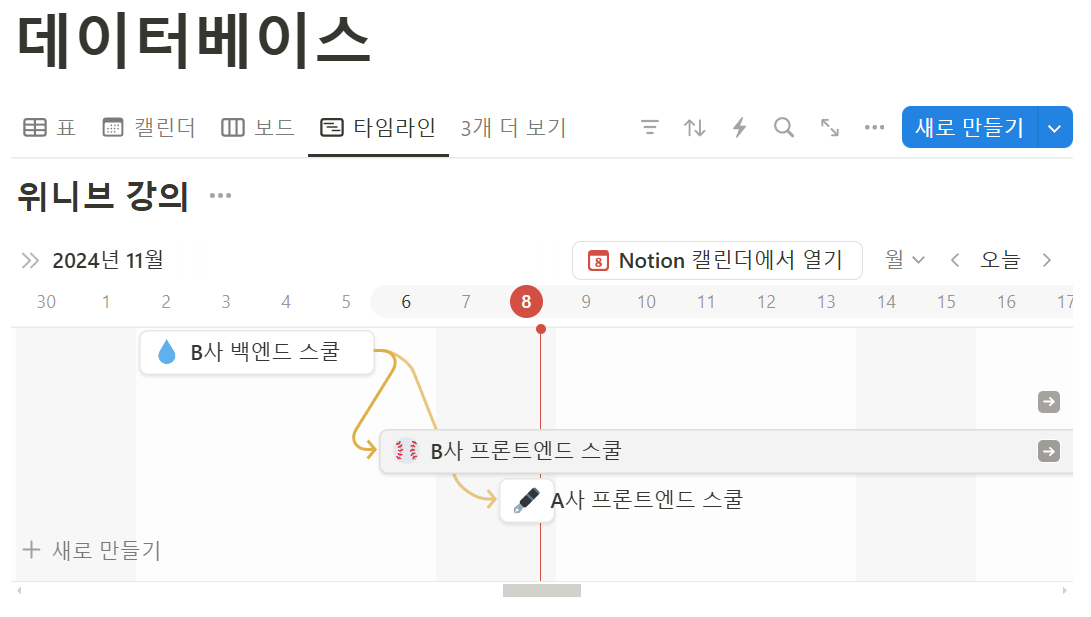 데이터베이스
표 캘린더 보드 타임라인 3개 더 보기 새로 만들기
위니브 강의
2024년 11월 8 Notion 캘린더에서 열기 월 오늘
30 1 2 3 4 5 6 7 8 9 10 11 12 13 14 15 16 17
B사 백엔드 스쿨
B사 프론트엔드 스쿨
A사 프론트엔드 스쿨
새로 만들기